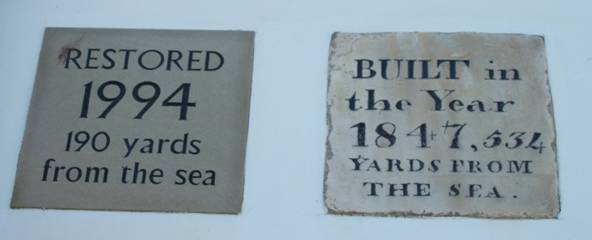 RESTORED
1994
190 yards
from the sea
BUILT in
the Year
1847, 534
YARDS FROM
THE SEA.